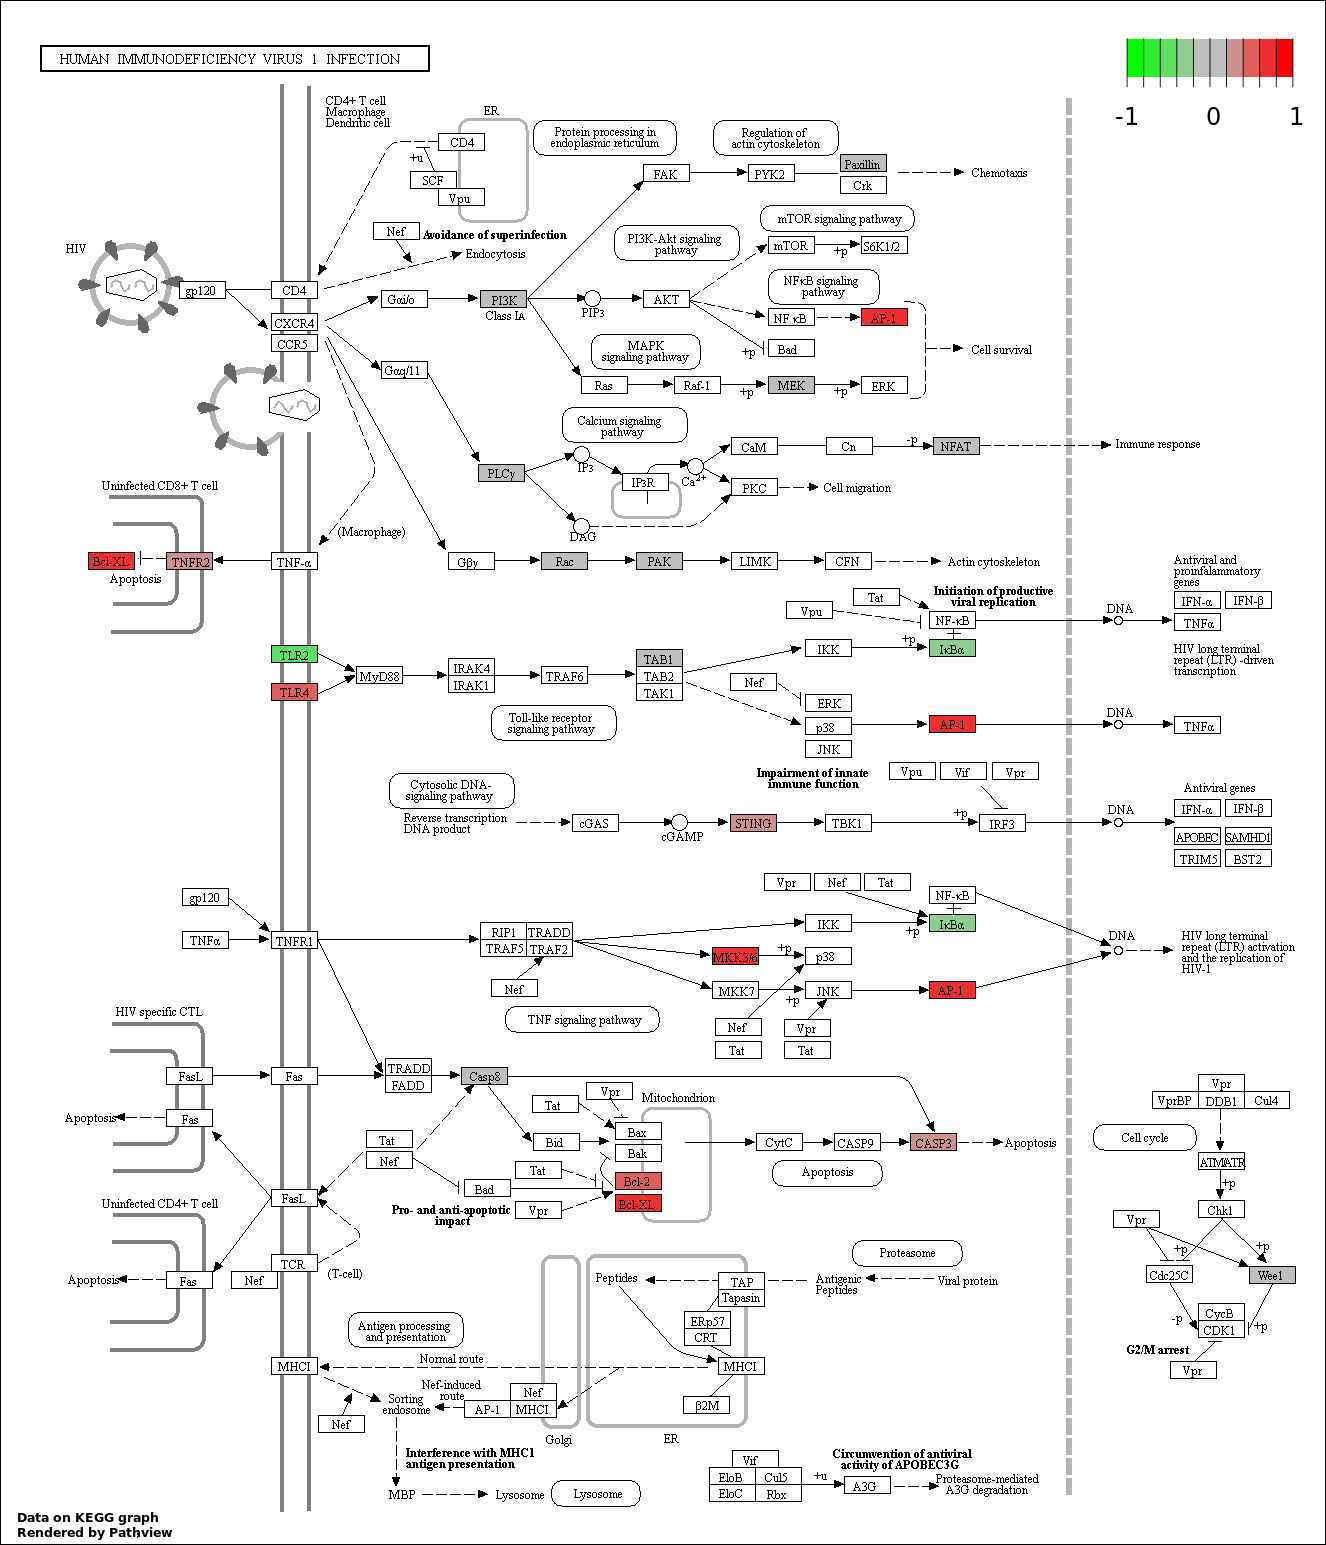 HUMAN IMMUNODEFICIENCY VIRUS 1 INFECTION
-1
0
1
CD4+ T cell
Macrophage
Dendritic cell
ER
CD4
+u
SCF
Vpu
Protein processing in
endoplasmic reticulum
Regulation of
actin cytoskeleton
FAK
PYK2
Paxillin
Crk
Chemotaxis
HIV
gp120
CD4
CXCR4
CCR5
Nef
Avoidance of superinfection
Endocytosis
Gαi/o
PI3K
Class IA
PIP3
PI3K-Akt signaling
pathway
AKT
mTOR signaling pathway
mTOR
+p
S6K1/2
NFκB signaling
pathway
NFκB
AP-1
+p
Bad
Cell survival
MAPK
signaling pathway
Gαq/11
Ras
Raf-1
+p
MEK
+p
ERK
Calcium signaling
pathway
PLCγ
IP3
IP3R
Ca2+
CaM
Cn
-p
NFAT
Immune response
PKC
Cell migration
DAG
Uninfected CD8+ T cell
(Macrophage)
Bcl-XL
TNFR2
TNF-α
Apoptosis
Gβγ
Rac
PAK
LIMK
CFN
Actin cytoskeleton
Antiviral and
proinfalammatory
genes
IFN-α
IFN-β
TNFα
Initiation of productive
viral replication
Tat
Vpu
NF-κB
DNA
+p
IKK
IκBα
HIV long terminal
repeat (LTR) -driven
transcription
TLR2
TLR4
MyD88
IRAK4
IRAK1
TRAF6
TAB1
TAB2
TAK1
Nef
ERK
p38
JNK
AP-1
DNA
TNFα
Toll-like receptor
signaling pathway
Impairment of innate
immune function
Vpu
Vif
Vpr
Cytosolic DNA-
signaling pathway
Reverse transcription
DNA product
cGAS
cGAMP
STING
TBK1
+p
IRF3
DNA
Antiviral genes
IFN-α
IFN-β
APOBEC
SAMHD1
TRIM5
BST2
gp120
TNFα
TNFR1
RIP1
TRADD
TRAF5
TRAF2
Nef
Vpr
Nef
Tat
NF-κB
IKK
+p
IκBα
MKK3/6
+p
p38
MKK7
+p
JNK
AP-1
DNA
HIV long terminal
repeat (LTR) activation
and the replication of
HIV-1
Nef
Tat
Vpr
Tat
TNF signaling pathway
HIV specific CTL
FasL
Fas
TRADD
FADD
Casp8
Apoptosis
Fas
Tat
Nef
Vpr
Tat
Mitochondrion
Bax
Bid
Bak
Tat
Bad
Bcl-2
Bcl-XL
Vpr
CytC
CASP9
CASP3
Apoptosis
Apoptosis
Pro- and anti-apoptotic
impact
FasL
Uninfected CD4+ T cell
TCR
(T-cell)
Nef
Fas
Apoptosis
Vpr
VprBP
DDB1
Cul4
Cell cycle
ATM/ATR
+p
Chk1
Vpr
+p
+p
Cdc25C
Wee1
-p
CycB
CDK1
+p
G2/M arrest
Vpr
Proteasome
Peptides
TAP
Tapasin
Antigenic
Peptides
Viral protein
ERp57
CRT
Antigen processing
and presentation
MHCI
Normal route
MHCI
Nef-induced
route
Nef
AP-1
MHCI
β2M
Sorting
endosome
Nef
Golgi
ER
Interference with MHC1
antigen presentation
MBP
Lysosome
Lysosome
Vif
EloB
Cul5
EloC
Rbx
+u
A3G
Circumvention of antiviral
activity of APOBEC3G
Proteasome-mediated
A3G degradation
Data on KEGG graph
Rendered by Pathview